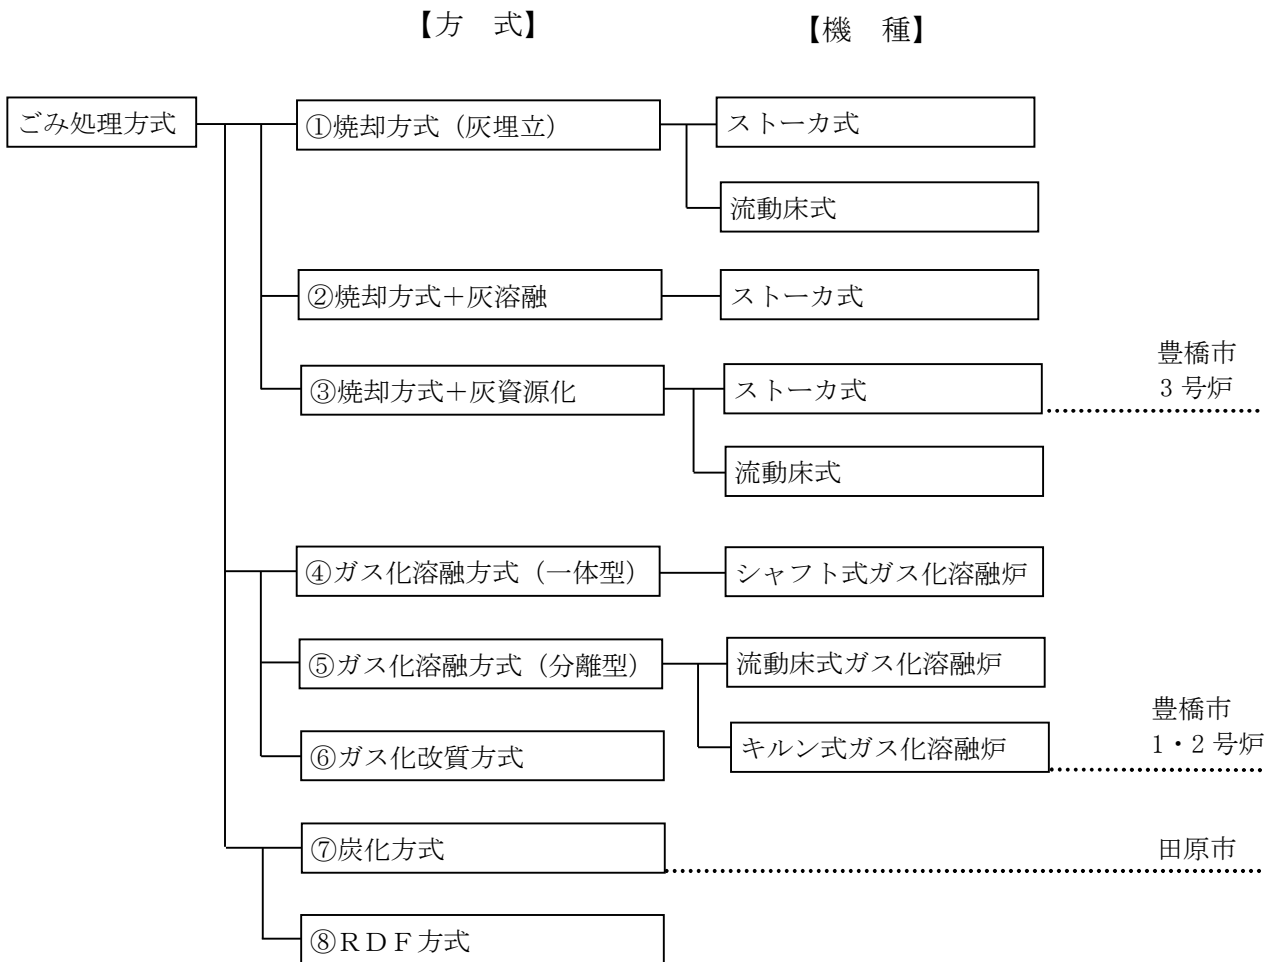 【方　式】
【機　種】
ごみ処理方式
①焼却方式（灰埋立）
ストーカ式
流動床式
②焼却方式＋灰溶融
ストーカ式
③焼却方式＋灰資源化
ストーカ式
豊橋市
3 号炉
流動床式
④ガス化溶融方式（一体型）
シャフト式ガス化溶融炉
⑤ガス化溶融方式（分離型）
流動床式ガス化溶融炉
キルン式ガス化溶融炉
豊橋市
1・2 号炉
⑥ガス化改質方式
⑦炭化方式
田原市
⑧ＲＤＦ方式